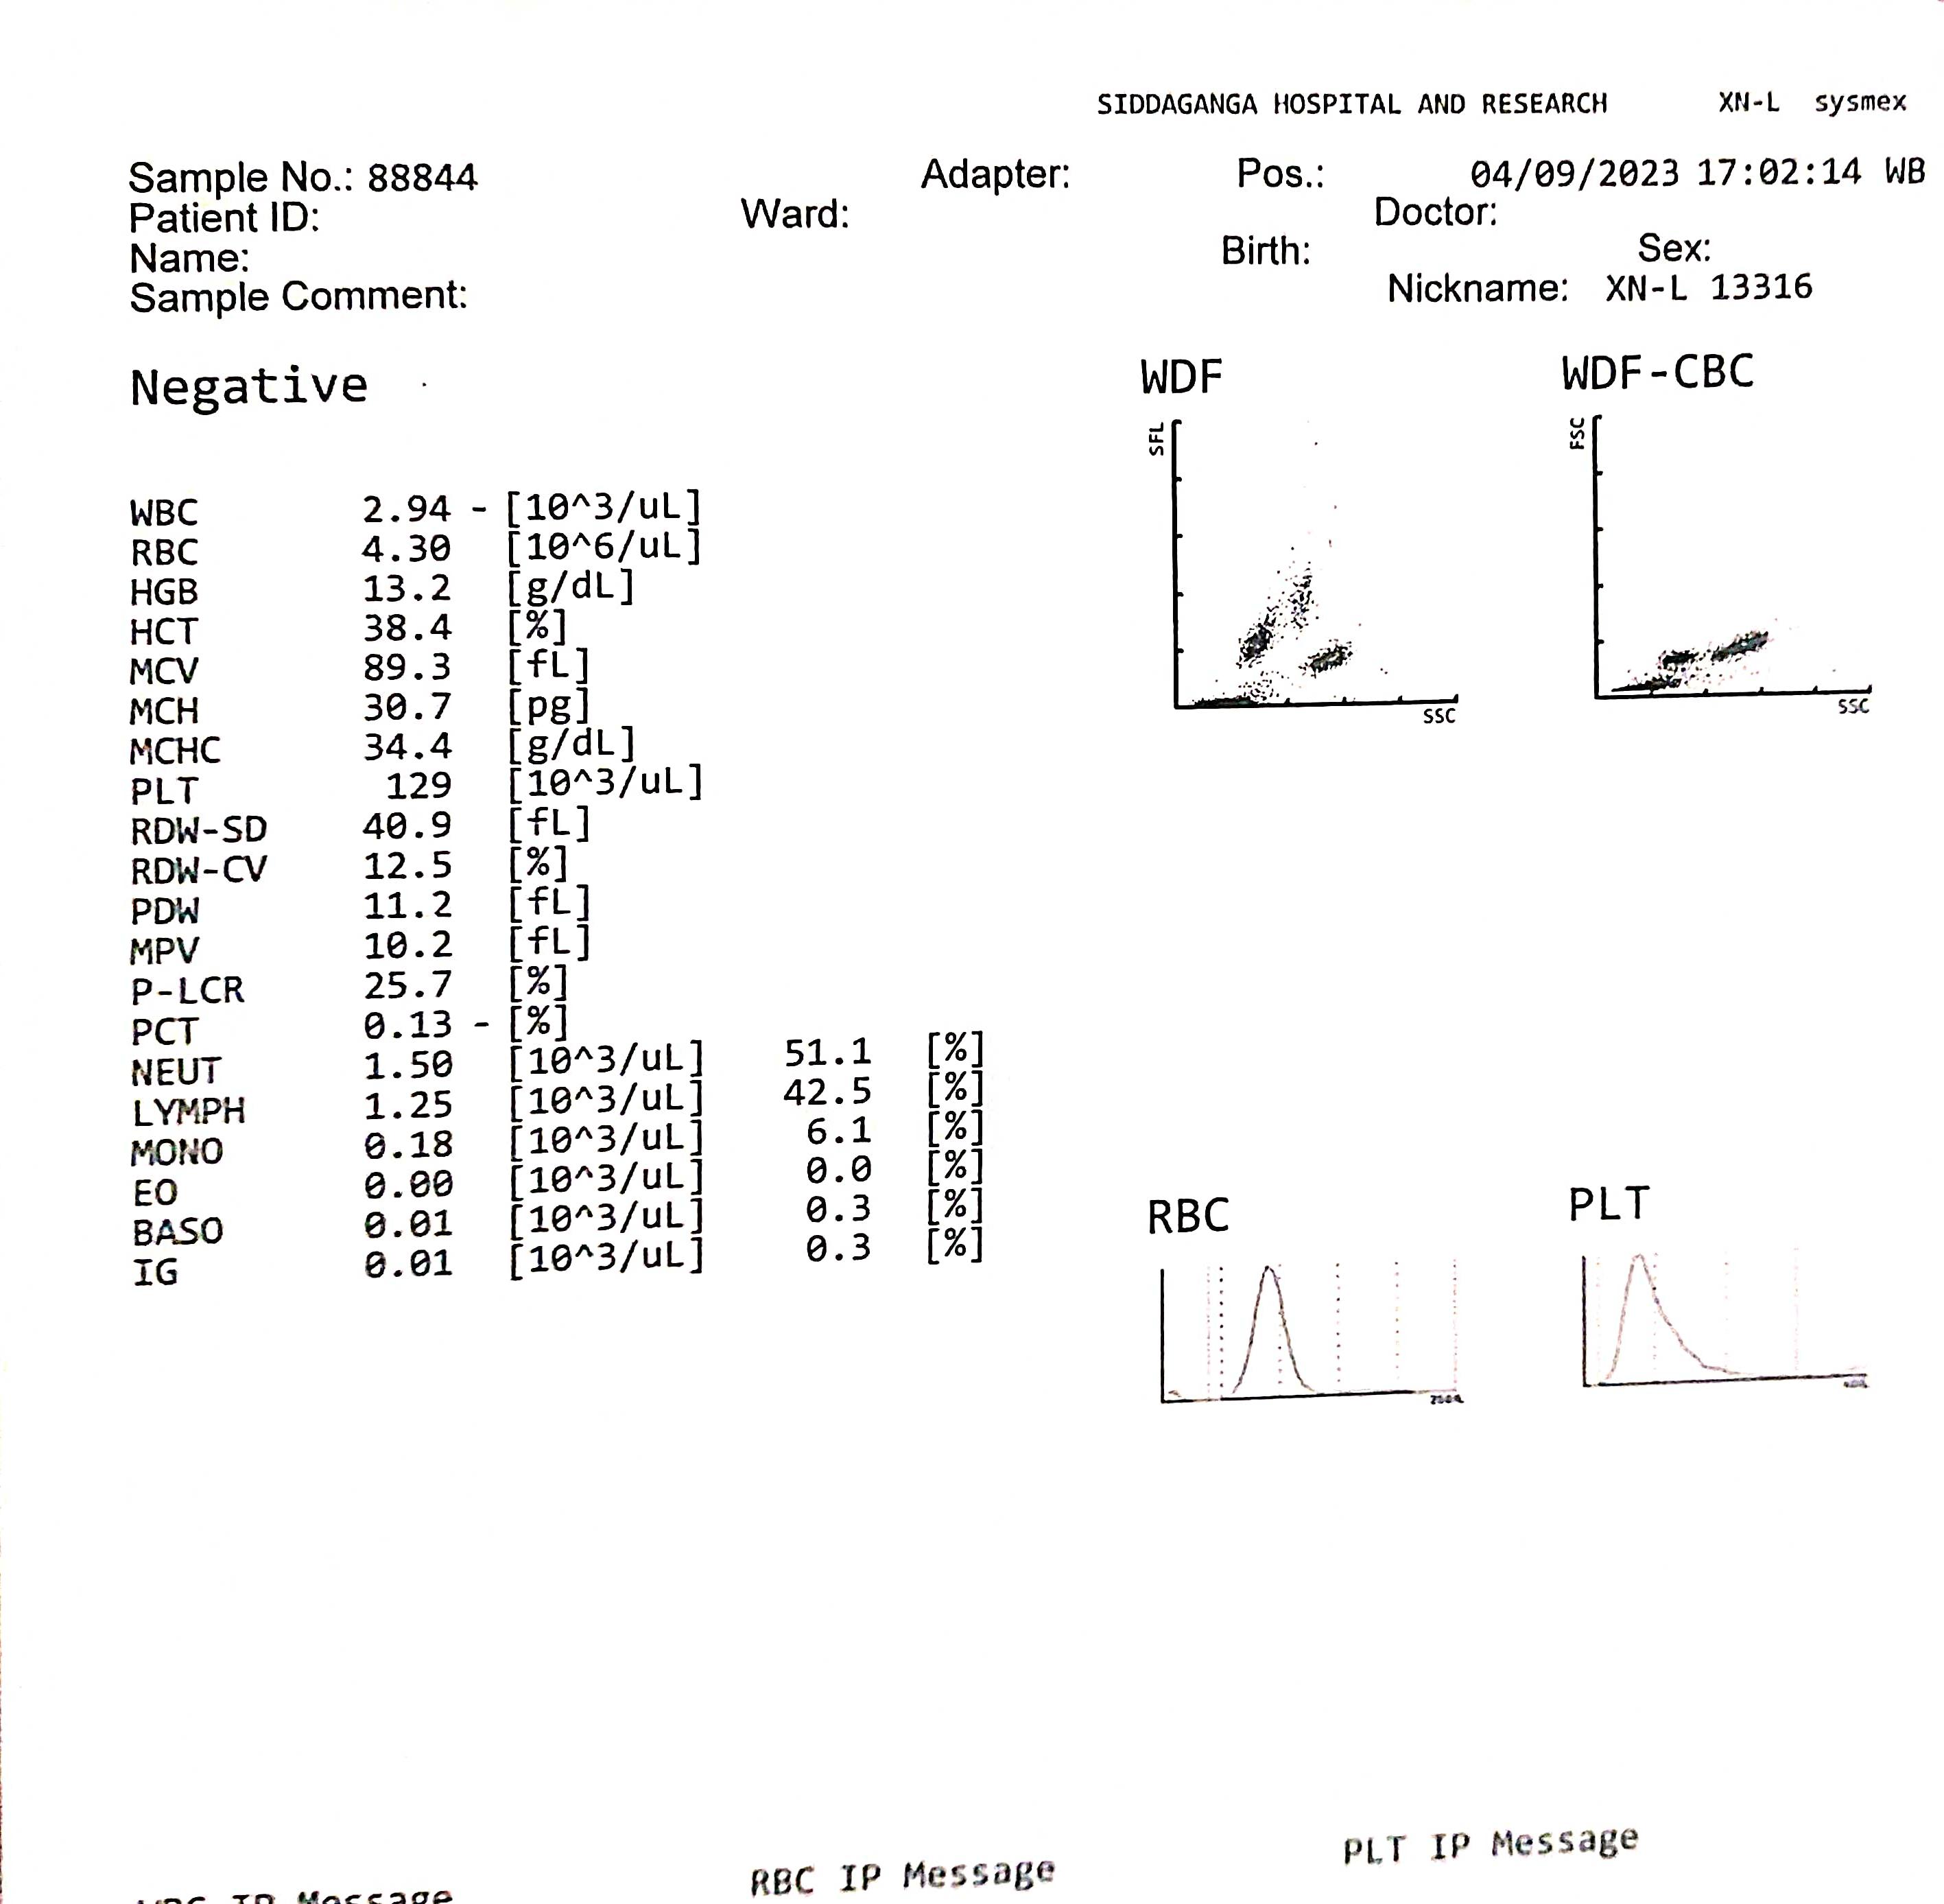 SIDDAGANGA HOSPITAL AND RESEARCH XN-L sysmex
Sample No.: 88844 Adapter: Pos.: 04/09/2023 17:02:14 WB
Patient ID: Ward: Doctor:
Name: Birth: Sex:
Sample Comment: Nickname: XN-L 13316
Negative
WDF WDF-CBC
SFL FSC
SSC SSC
WBC 2.94 - [10^3/uL]
RBC 4.30 [10^6/uL]
HGB 13.2 [g/dL]
HCT 38.4 [%]
MCV 89.3 [fL]
MCH 30.7 [pg]
MCHC 34.4 [g/dL]
PLT 129 [10^3/uL]
RDW-SD 40.9 [fL]
RDW-CV 12.5 [%]
PDW 11.2 [fL]
MPV 10.2 [fL]
P-LCR 25.7 [%]
PCT 0.13 - [%]
NEUT 1.50 [10^3/uL] 51.1 [%]
LYMPH 1.25 [10^3/uL] 42.5 [%]
MONO 0.18 [10^3/uL] 6.1 [%]
EO 0.00 [10^3/uL] 0.0 [%]
BASO 0.01 [10^3/uL] 0.3 [%]
IG 0.01 [10^3/uL] 0.3 [%]
RBC PLT
RBC IP Message PLT IP Message
IP Message